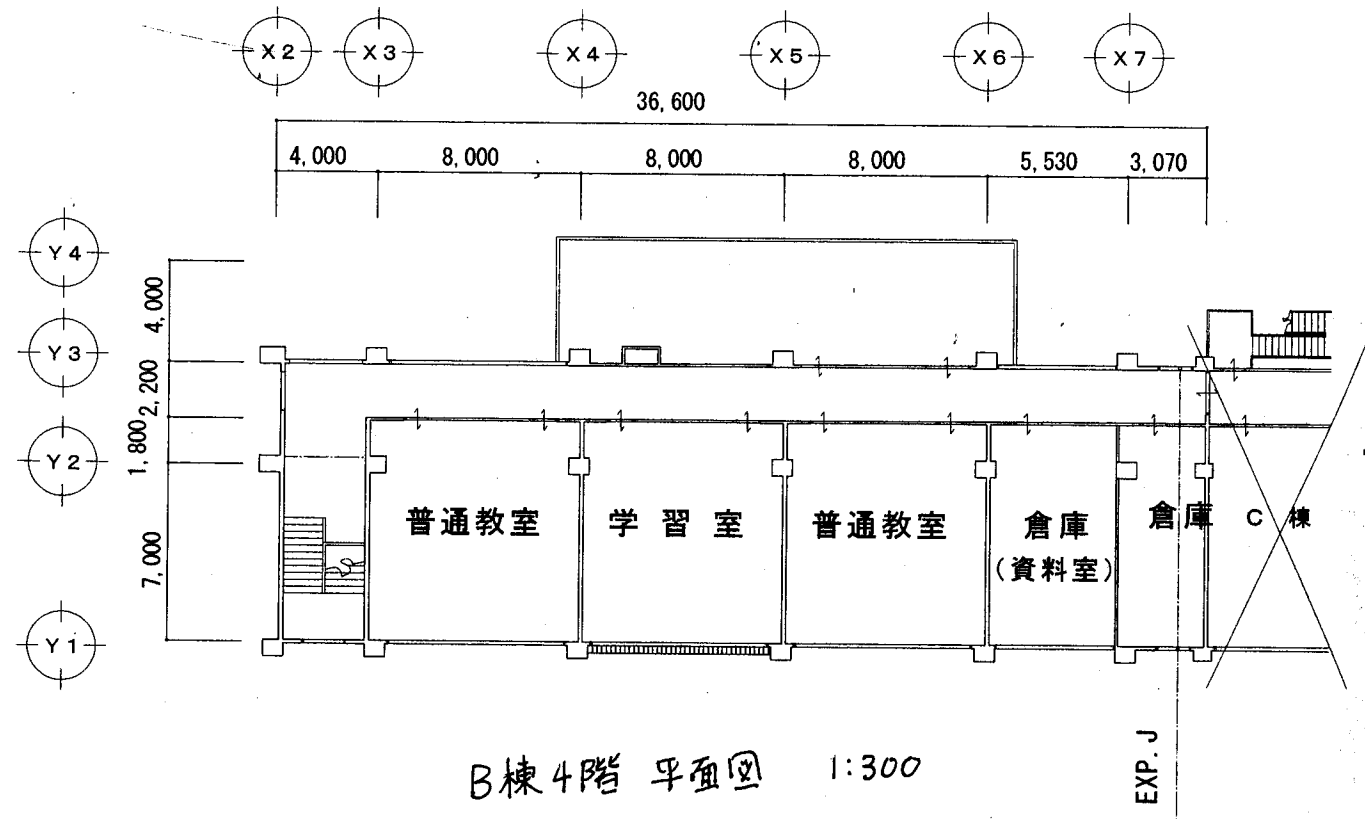 X2 X3 X4 X5 X6 X7
36,600
4,000 8,000 8,000 8,000 5,530 3,070
Y4
4,000
Y3
2,200
1,800
Y2
7,000
Y1
普通教室 学習室 普通教室 倉庫 倉庫 C棟
(資料室)
EXP.J
B棟4階 平面図 1:300